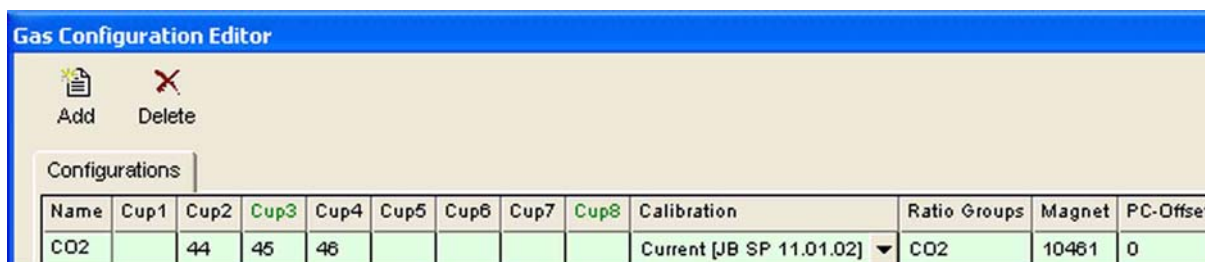 Gas Configuration Editor
Add Delete
Configurations
Name Cup1 Cup2 Cup3 Cup4 Cup5 Cup6 Cup7 Cup8 Calibration Ratio Groups Magnet PC-Offset
CO2 44 45 46 Current [JB SP 11.01.02] CO2 10461 0